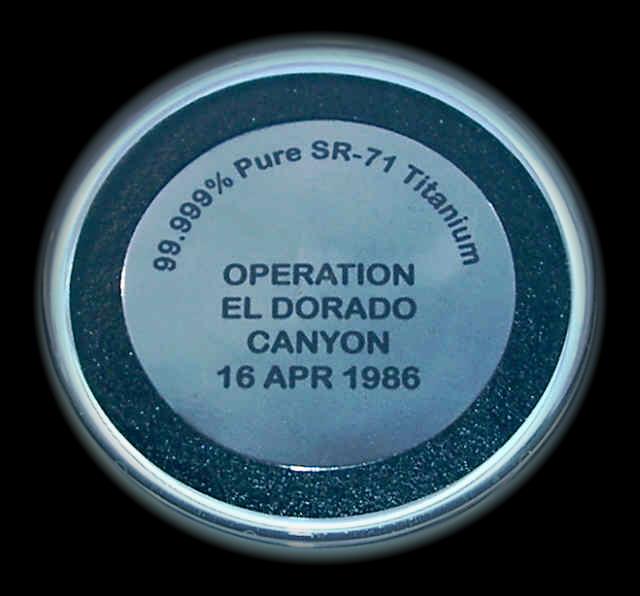 99.999% Pure SR-71 Titanium
OPERATION
EL DORADO
CANYON
16 APR 1986